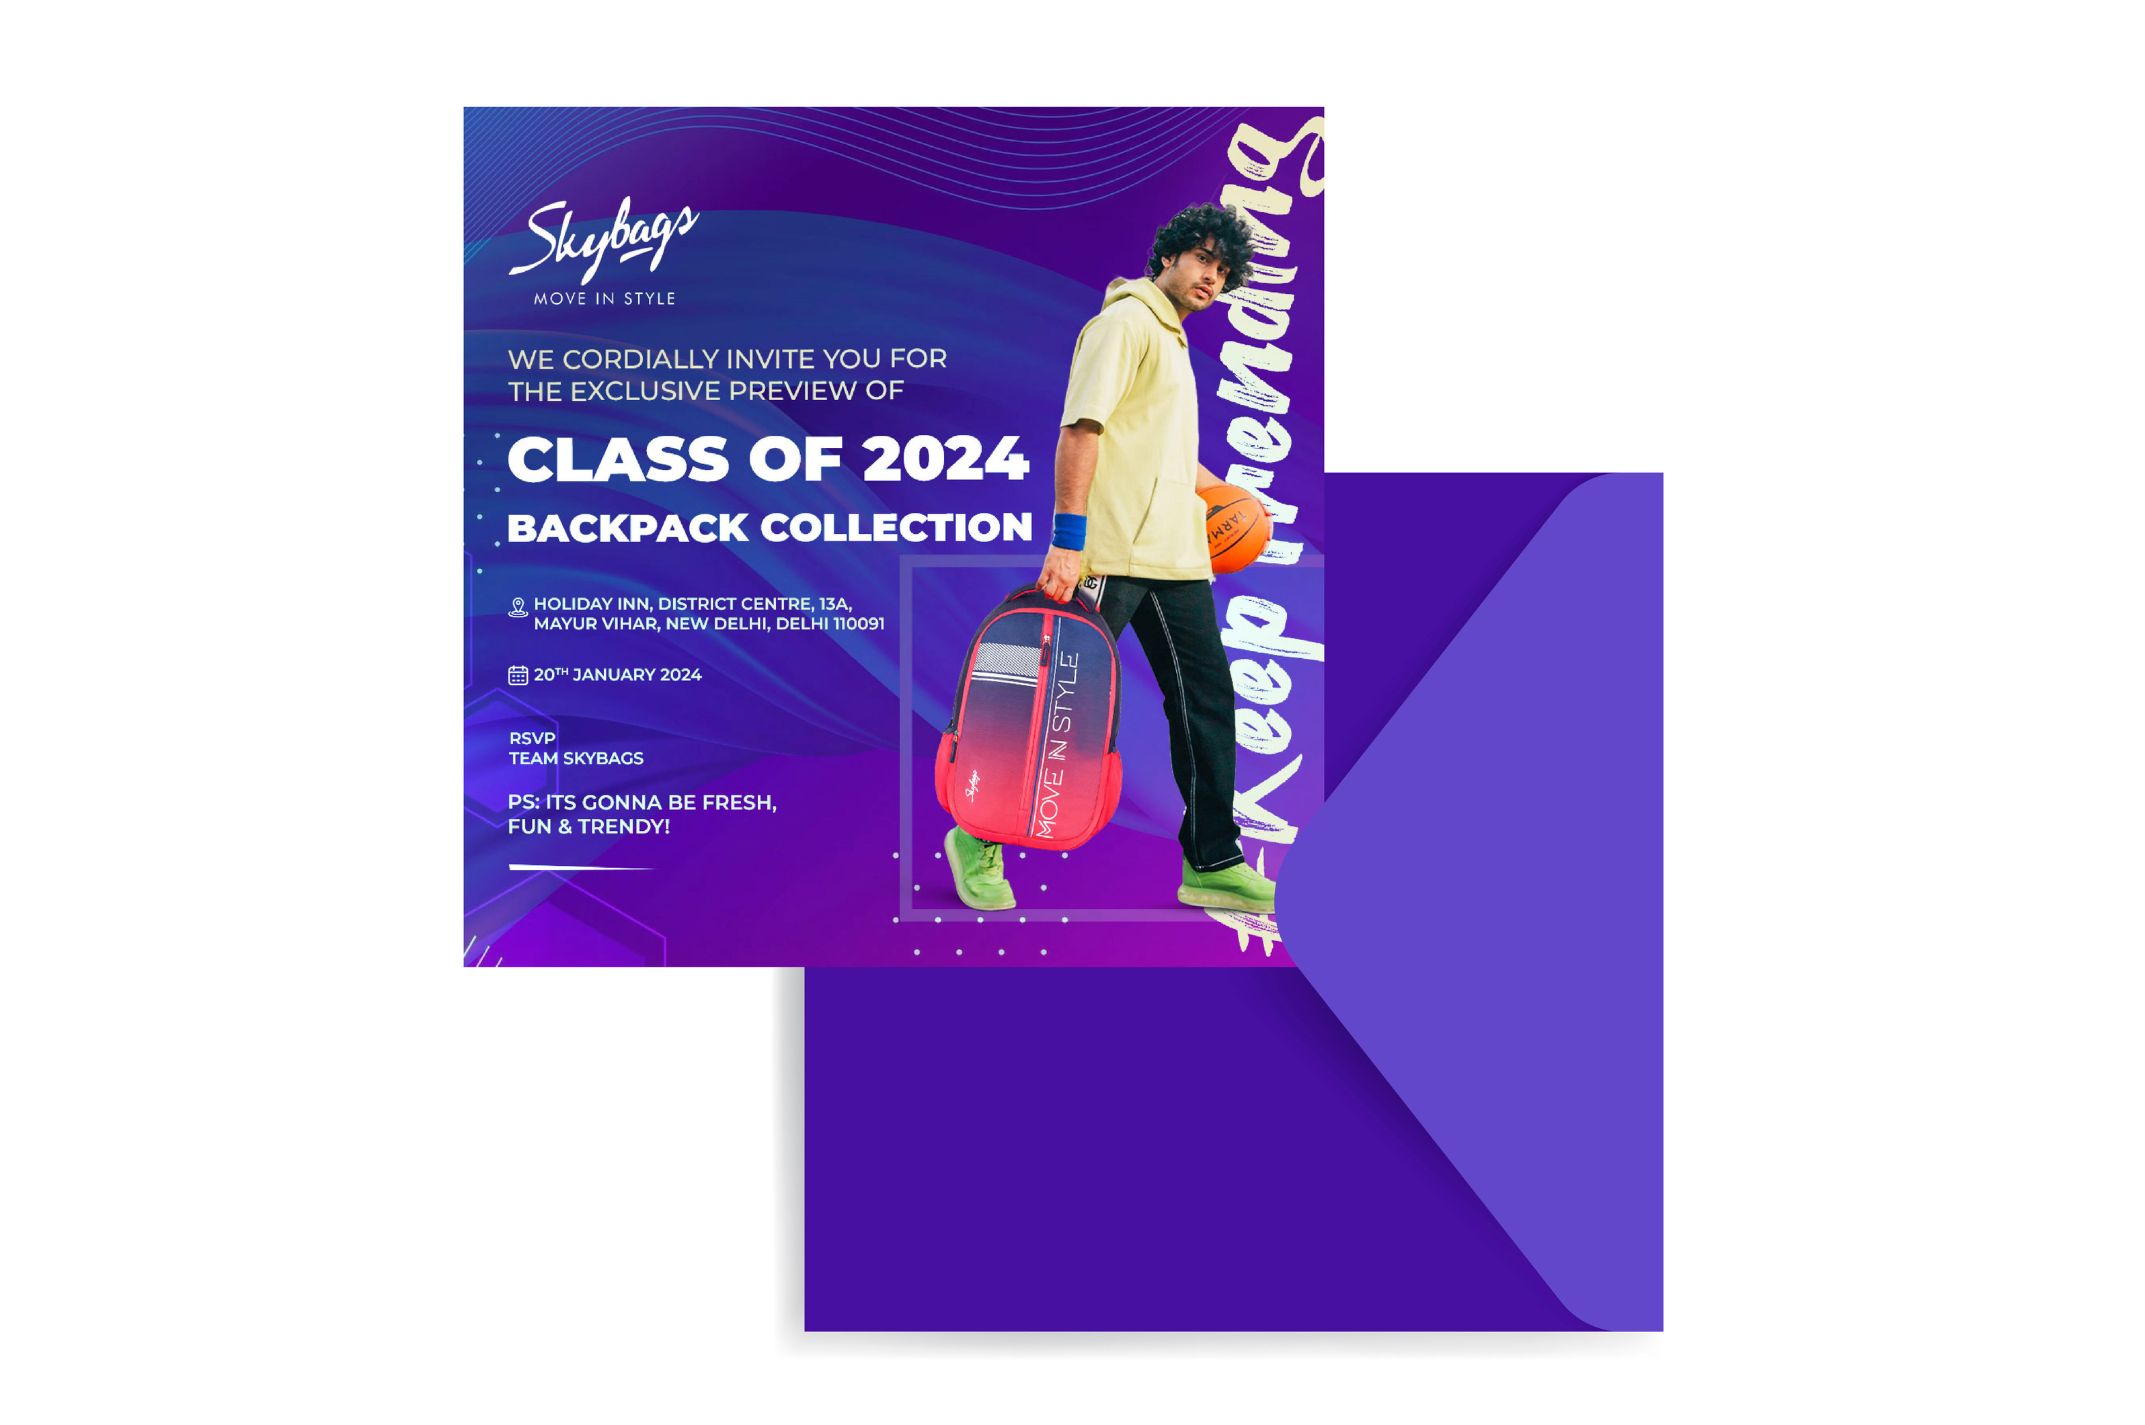 Skybags
MOVE IN STYLE
WE CORDIALLY INVITE YOU FOR
THE EXCLUSIVE PREVIEW OF
CLASS OF 2024
BACKPACK COLLECTION
HOLIDAY INN, DISTRICT CENTRE, 13A,
MAYUR VIHAR, NEW DELHI, DELHI 110091
20TH JANUARY 2024
RSVP
TEAM SKYBAGS
PS: ITS GONNA BE FRESH,
FUN & TRENDY!
#Keep Trending
MOVE IN STYLE
Skybags